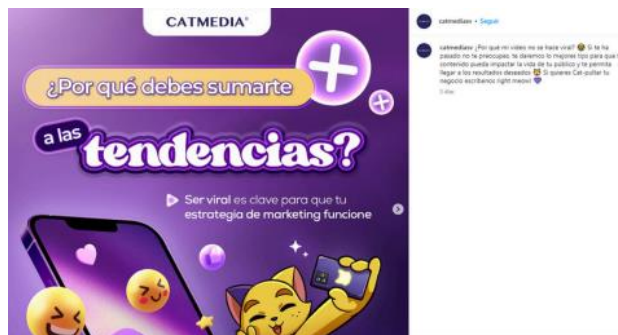 CATMEDIA®
¿Por qué debes sumarte
a las
tendencias?
Ser viral es clave para que tu
estrategia de marketing funcione
catmediasv • Seguir
catmediasv ¿Por qué mi video no se hace viral? 😿 Si te ha
pasado no te preocupes, te daremos lo mejores tips para que tu
contenido pueda impactar la vida de tu público y te permita
llegar a los resultados deseados 😸 Si quieres Cat-pultar tu
negocio escríbenos right meow! 💜